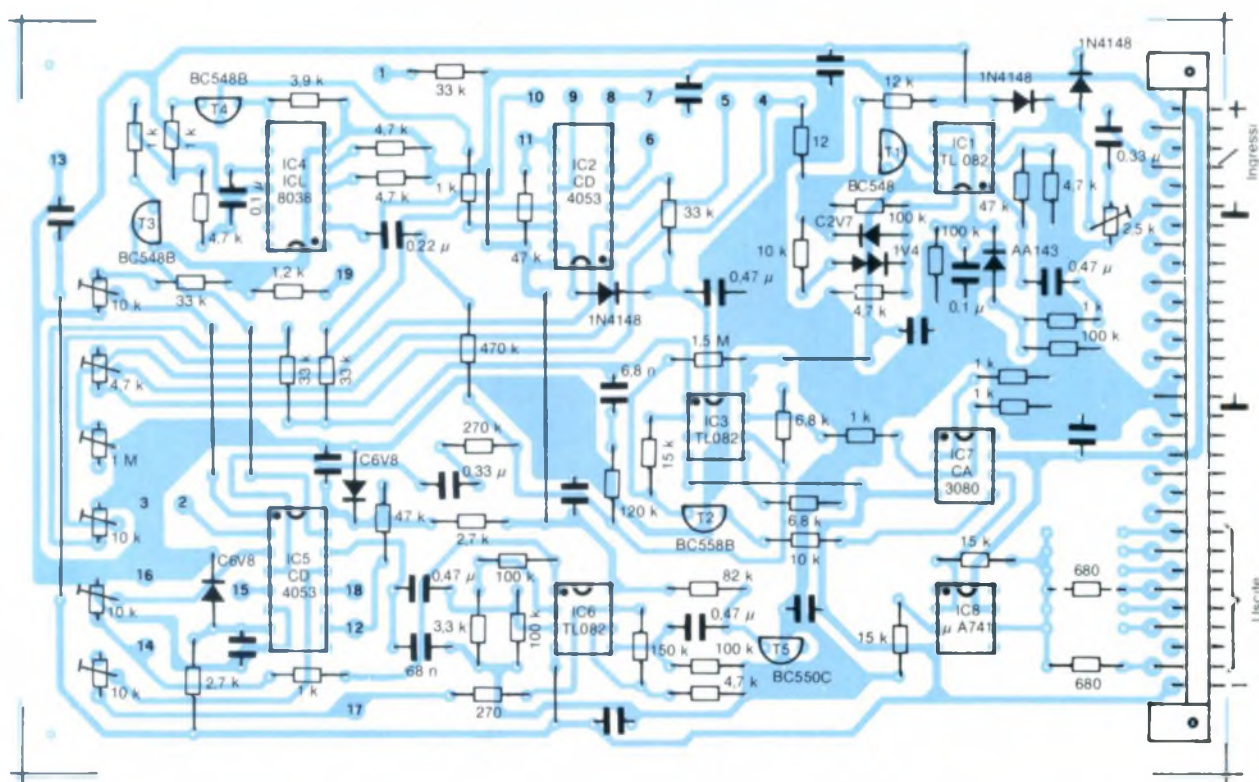 1N4148
1N4148
BC548B
T4
3,9 k
1
33 k
12 k
10
9
8
7
5
4
1 k
1 k
4,7 k
IC4
ICL
8038
11
IC2
CD
4053
6
12
T1
IC1
TL 082
0,33 µ
+
Ingressi
13
4,7 k
1 k
BC548
4,7 k
T3
0,1 µ
33 k
100 k
47 k
2,5 k
⊥
4,7 k
0,22 µ
C2V7
100 k
BC548B
47 k
10 k
1V4
AA143
0,47 µ
33 k
1,2 k
19
0,47 µ
10 k
1N4148
4,7 k
0,1 µ
1 k
100 k
470 k
1,5 M
33 k
33 k
4,7 k
6,8 n
1 k
1 k
IC3
TL082
6,8 k
1 k
⊥
270 k
15 k
IC7
CA
3080
1 M
C6V8
0,33 µ
3
2
47 k
120 k
6,8 k
10 k
2,7 k
T2
IC5
CD
4053
BC558B
10 k
15 k
C6V8
100 k
16
15
18
0,47 µ
82 k
680
Uscite
10 k
IC6
TL082
0,47 µ
IC8
µ A741
12
3,3 k
100 k
15 k
14
150 k
100 k
T5
68 n
BC550C
2,7 k
1 k
4,7 k
680
10 k
270
17
−